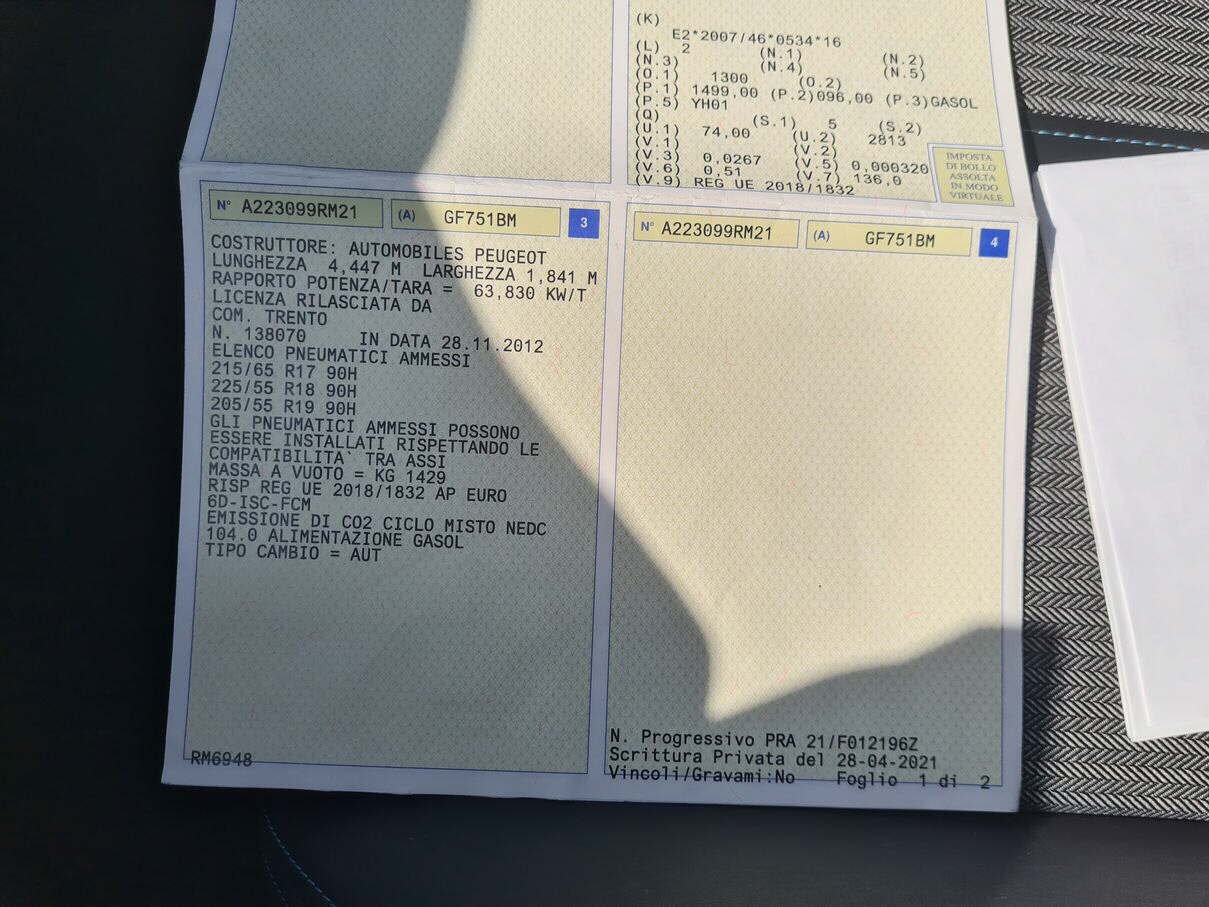 (K)
E2*2007/46*0534*16
(L) 2 (N.1) (N.2)
(N.3) (N.4) (N.5)
(O.1) 1300 (O.2)
(P.1) 1499,00 (P.2)096,00 (P.3)GASOL
(P.5) YH01
(Q) (S.1) 5 (S.2)
(U.1) 74,00 (U.2) 2813
(V.1) (V.2)
(V.3) 0,0267 (V.5) 0,000320
(V.6) 0,51 (V.7) 136,0
(V.9) REG UE 2018/1832
IMPOSTA
DI BOLLO
ASSOLTA
IN MODO
VIRTUALE
N° A223099RM21 (A) GF751BM 3
COSTRUTTORE: AUTOMOBILES PEUGEOT
LUNGHEZZA 4,447 M LARGHEZZA 1,841 M
RAPPORTO POTENZA/TARA = 63,830 KW/T
LICENZA RILASCIATA DA
COM. TRENTO
N. 138070 IN DATA 28.11.2012
ELENCO PNEUMATICI AMMESSI
215/65 R17 90H
225/55 R18 90H
205/55 R19 90H
GLI PNEUMATICI AMMESSI POSSONO
ESSERE INSTALLATI RISPETTANDO LE
COMPATIBILITA` TRA ASSI
MASSA A VUOTO = KG 1429
RISP REG UE 2018/1832 AP EURO
6D-ISC-FCM
EMISSIONE DI CO2 CICLO MISTO NEDC
104.0 ALIMENTAZIONE GASOL
TIPO CAMBIO = AUT
RM6948
N° A223099RM21 (A) GF751BM 4
N. Progressivo PRA 21/F012196Z
Scrittura Privata del 28-04-2021
Vincoli/Gravami:No Foglio 1 di 2